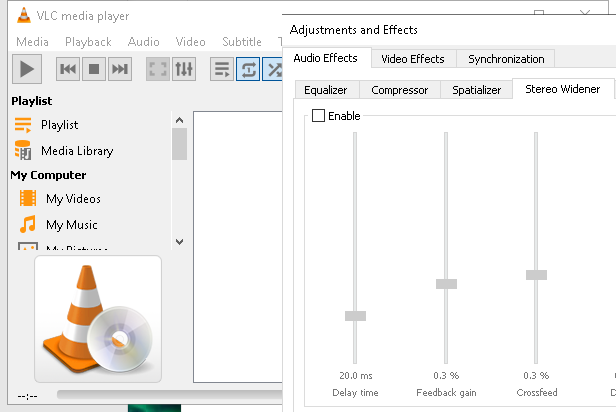 VLC media player
Media Playback Audio Video Subtitle T
Playlist
Playlist
Media Library
My Computer
My Videos
My Music
My Pictures
--:--
Adjustments and Effects
Audio Effects Video Effects Synchronization
Equalizer Compressor Spatializer Stereo Widener
Enable
20.0 ms 0.3 % 0.3 %
Delay time Feedback gain Crossfeed D